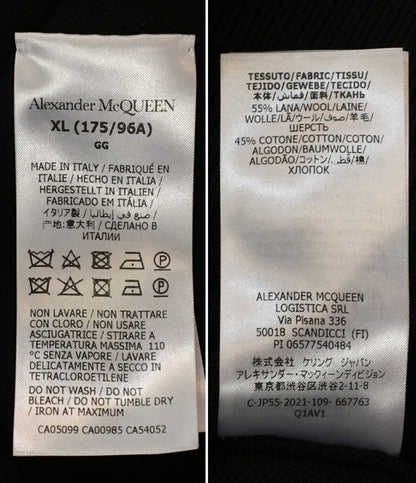 Alexander McQUEEN
XL (175/96A)
GG
MADE IN ITALY / FABRIQUÉ EN
ITALIE / HECHO EN ITALIA /
HERGESTELLT IN ITALIEN /
FABRICADO EM ITÁLIA /
イタリア製 / صنع في إيطاليا /
产地:意大利 / СДЕЛАНО В
ИТАЛИИ
NON LAVARE / NON TRATTARE
CON CLORO / NON USARE
ASCIUGATRICE / STIRARE A
TEMPERATURA MASSIMA 110
°C SENZA VAPORE / LAVARE
DELICATAMENTE A SECCO IN
TETRACLOROETILENE
DO NOT WASH / DO NOT
BLEACH / DO NOT TUMBLE DRY
/ IRON AT MAXIMUM
CA05099 CA00985 CA54052
TESSUTO/FABRIC/TISSU/
TEJIDO/GEWEBE/TECIDO/
本体/قماش/面料/ТКАНЬ
55% LANA/WOOL/LAINE/
WOLLE/LÃ/ウール/صوف/羊毛/
ШЕРСТЬ
45% COTONE/COTTON/COTON/
ALGODON/BAUMWOLLE/
ALGODÃO/コットン/قطن/棉/
ХЛОПОК
ALEXANDER MCQUEEN
LOGISTICA SRL
Via Pisana 336
50018 SCANDICCI (FI)
PI 06577540484
株式会社 ケリング ジャパン
アレキサンダー・マックイーンディビジョン
東京都渋谷区渋谷2-11-8
C-JP55-2021-109- 667763
Q1AV1